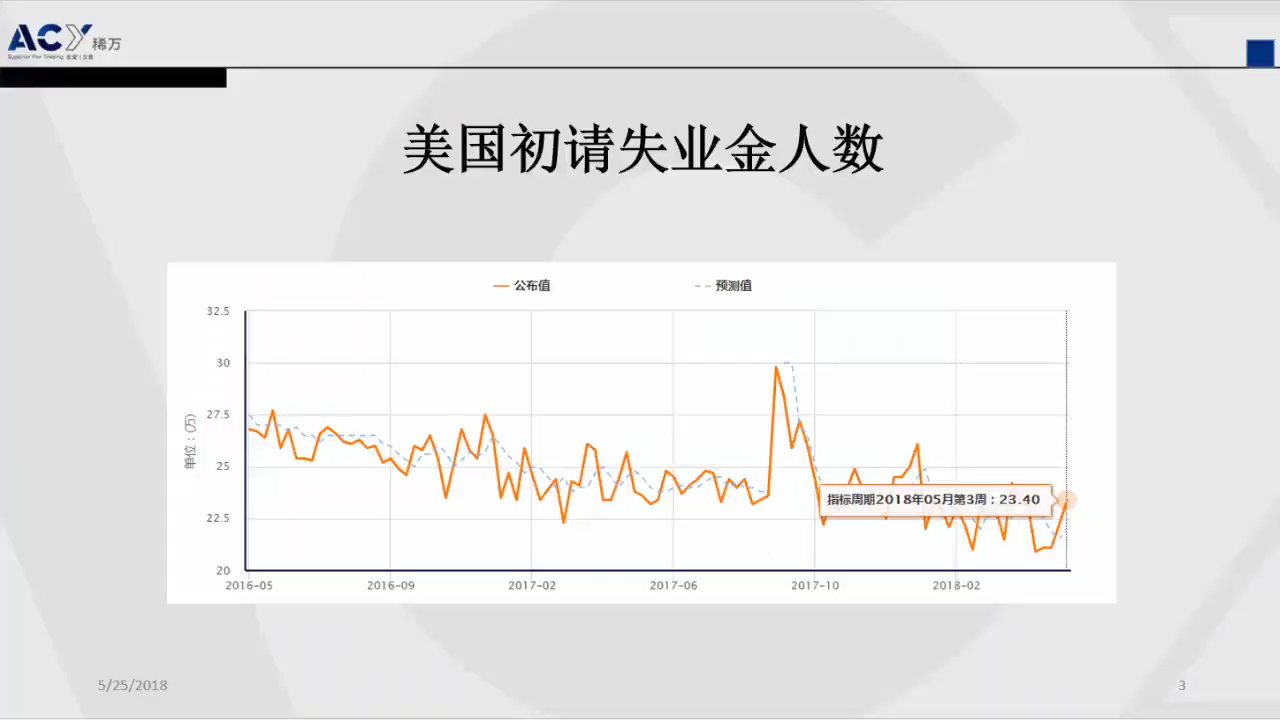 ACY 稀万
美国初请失业金人数
公布值 预测值
单位：(万)
32.5
30
27.5
25
22.5
20
指标周期2018年05月第3周：23.40
2016-05 2016-09 2017-02 2017-06 2017-10 2018-02
5/25/2018 3